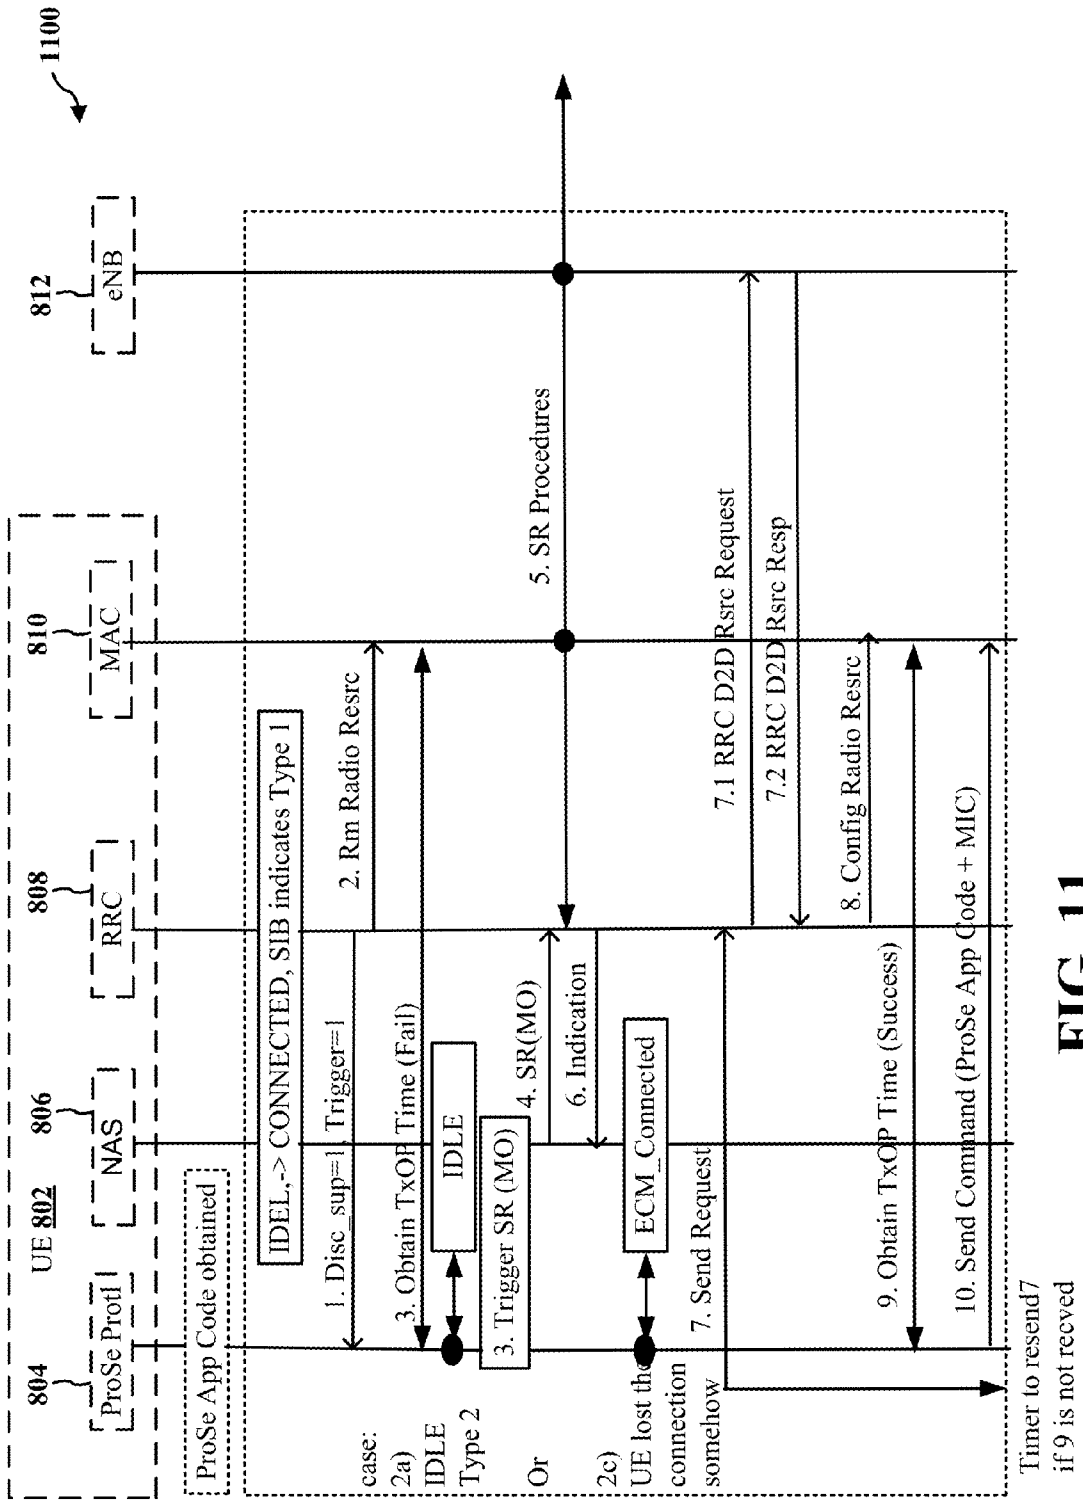 1100
UE 802
804
806
808
810
812
ProSe Protl
NAS
RRC
MAC
eNB
ProSe App Code obtained
IDEL,-> CONNECTED, SIB indicates Type 1
1. Disc_sup=1, Trigger=1
2. Rm Radio Resrc
case:
2a)
IDLE
Type 2
Or
2c)
UE lost the
connection
somehow
3. Obtain TxOP Time (Fail)
IDLE
3. Trigger SR (MO)
4. SR(MO)
5. SR Procedures
6. Indication
ECM_Connected
7. Send Request
7.1 RRC D2D Rsrc Request
7.2 RRC D2D Rsrc Resp
8. Config Radio Resrc
9. Obtain TxOP Time (Success)
10. Send Command (ProSe App Code + MIC)
Timer to resend7
if 9 is not recved
FIG. 11